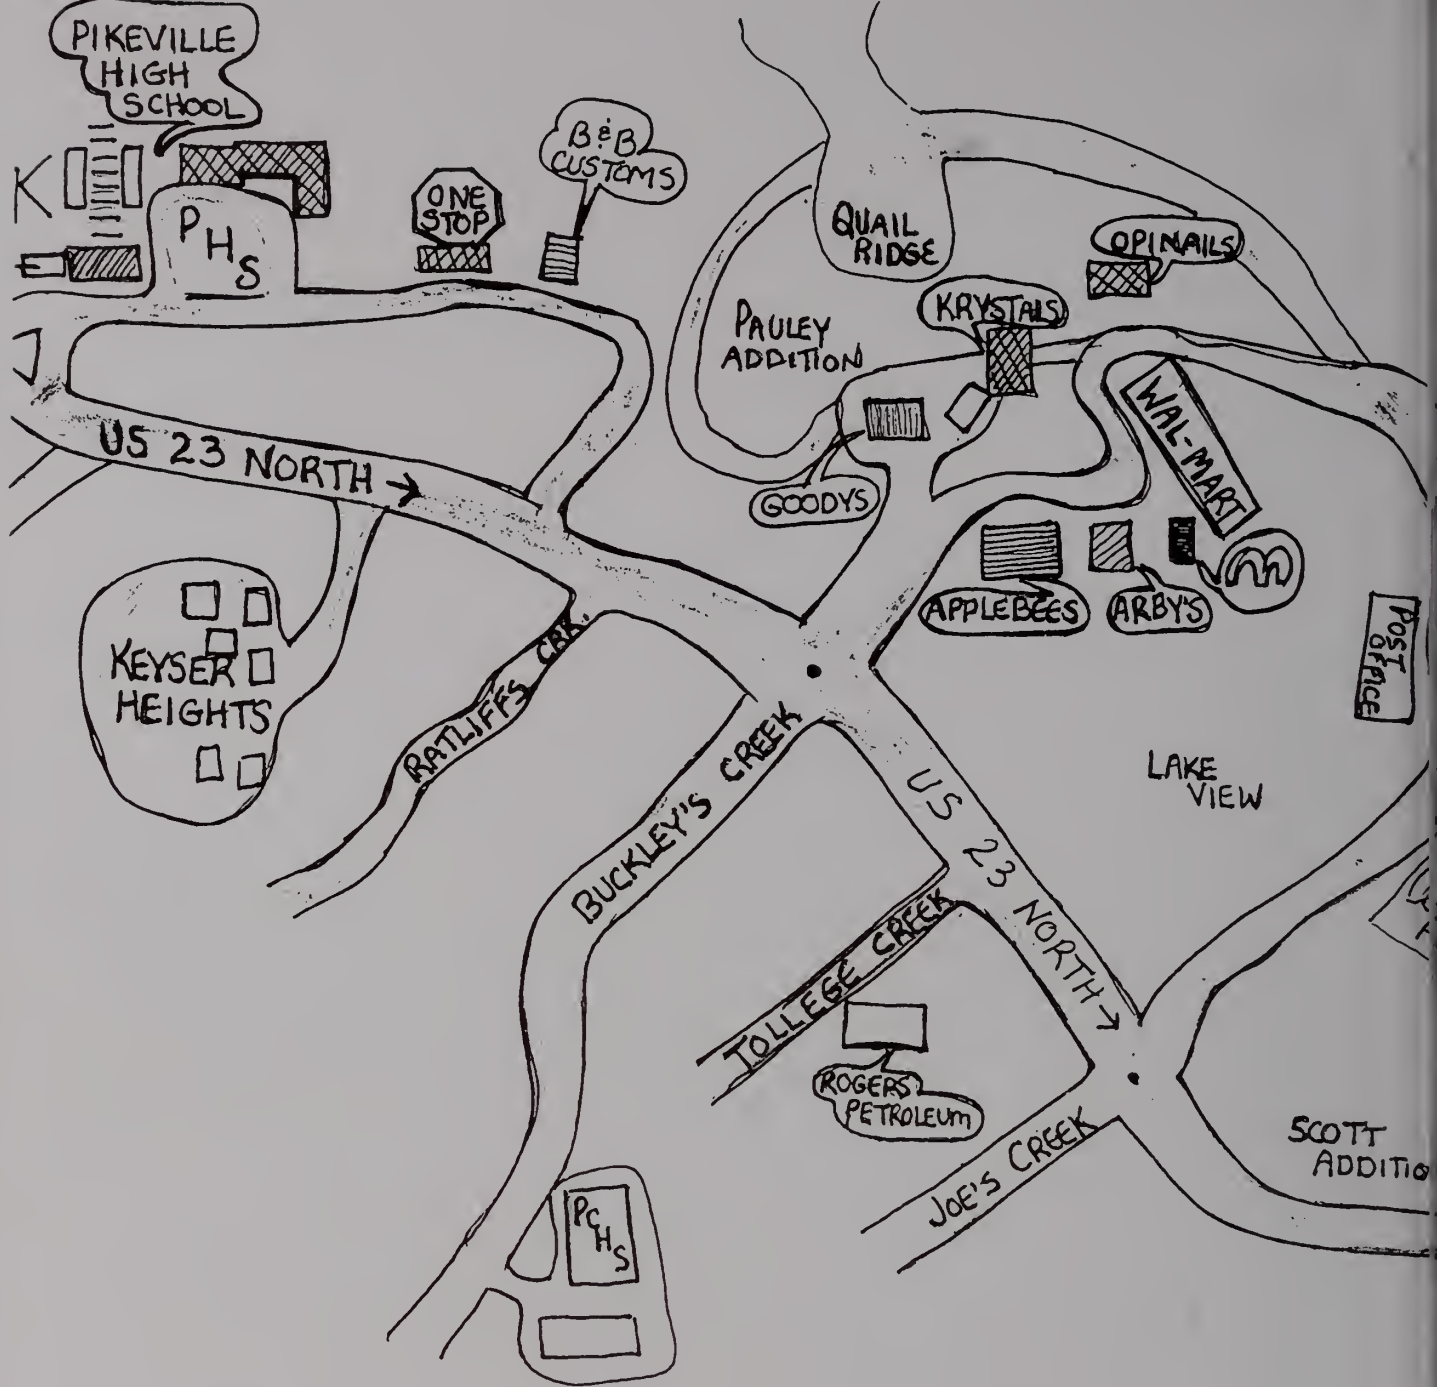 PIKEVILLE
HIGH
SCHOOL
B & B
CUSTOMS
ONE
STOP
PHS
QUAIL
RIDGE
OPINAILS
KRYSTALS
PAULEY
ADDITION
WAL-MART
US 23 NORTH →
GOODYS
APPLEBEES
ARBY'S
m
POST
OFFICE
KEYSER
HEIGHTS
RATLIFFS CRK.
BUCKLEY'S CREEK
LAKE
VIEW
US 23 NORTH →
TOLLEGE CREEK
ROGERS
PETROLEUM
JOE'S CREEK
SCOTT
ADDITIO
PCHS